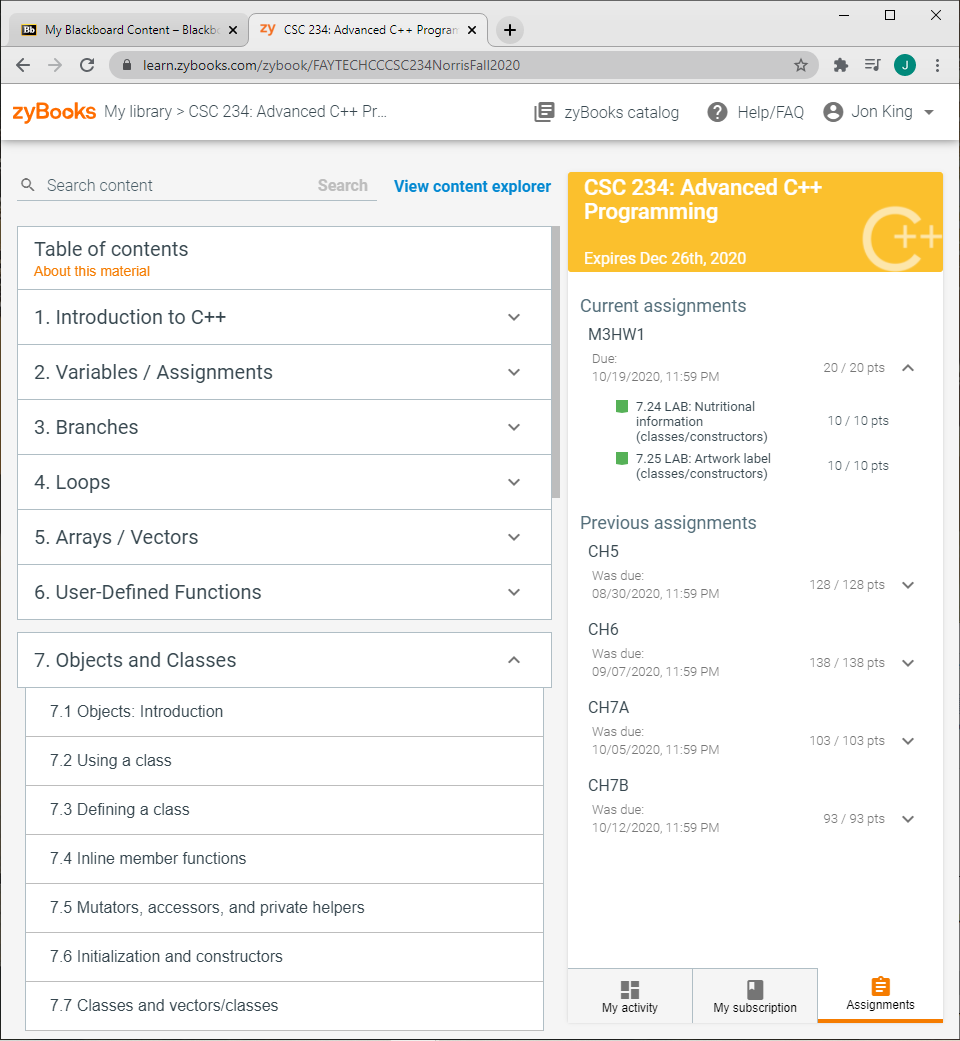 My Blackboard Content – Blackbo
CSC 234: Advanced C++ Program
learn.zybooks.com/zybook/FAYTECHCCCSC234NorrisFall2020
J
zyBooks My library > CSC 234: Advanced C++ Pr...
zyBooks catalog
Help/FAQ
Jon King
Search content
Search
View content explorer
Table of contents
About this material
1. Introduction to C++
2. Variables / Assignments
3. Branches
4. Loops
5. Arrays / Vectors
6. User-Defined Functions
7. Objects and Classes
7.1 Objects: Introduction
7.2 Using a class
7.3 Defining a class
7.4 Inline member functions
7.5 Mutators, accessors, and private helpers
7.6 Initialization and constructors
7.7 Classes and vectors/classes
CSC 234: Advanced C++
Programming
Expires Dec 26th, 2020
C++
Current assignments
M3HW1
Due:
10/19/2020, 11:59 PM
20 / 20 pts
7.24 LAB: Nutritional
information
(classes/constructors)
10 / 10 pts
7.25 LAB: Artwork label
(classes/constructors)
10 / 10 pts
Previous assignments
CH5
Was due:
08/30/2020, 11:59 PM
128 / 128 pts
CH6
Was due:
09/07/2020, 11:59 PM
138 / 138 pts
CH7A
Was due:
10/05/2020, 11:59 PM
103 / 103 pts
CH7B
Was due:
10/12/2020, 11:59 PM
93 / 93 pts
My activity
My subscription
Assignments